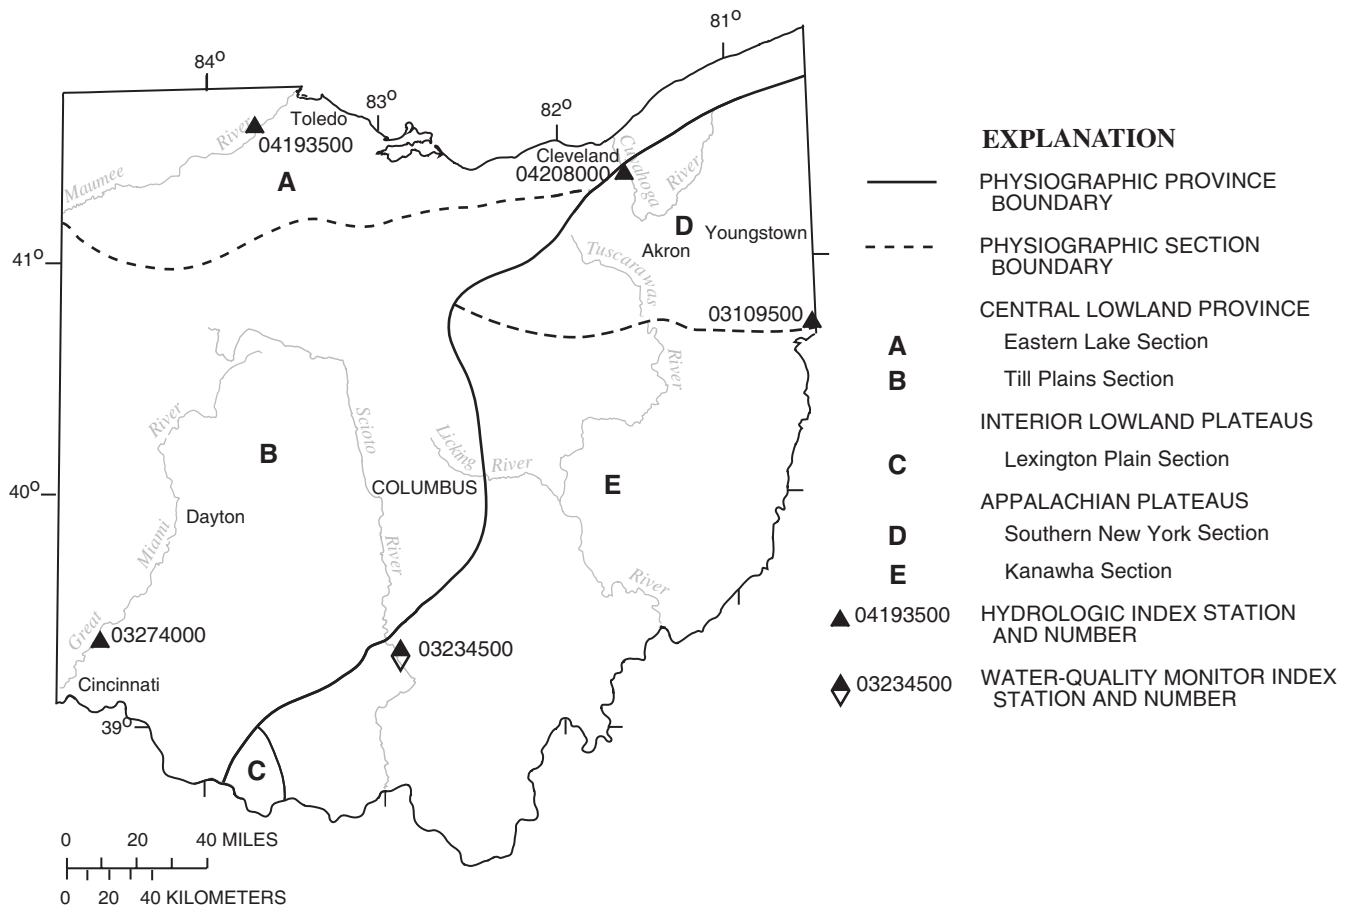 81°
84°
83°
82°
Toledo
River
04193500
Cleveland
04208000
Cuyahoga
River
Maumee
A
D
Youngstown
Akron
Tuscarawas
41°
03109500
River
River
Scioto
Licking
River
B
E
COLUMBUS
40°
Dayton
Miami
River
River
Great
03274000
03234500
Cincinnati
39°
C
0 20 40 MILES
0 20 40 KILOMETERS
EXPLANATION
PHYSIOGRAPHIC PROVINCE
BOUNDARY
PHYSIOGRAPHIC SECTION
BOUNDARY
CENTRAL LOWLAND PROVINCE
A Eastern Lake Section
B Till Plains Section
INTERIOR LOWLAND PLATEAUS
C Lexington Plain Section
APPALACHIAN PLATEAUS
D Southern New York Section
E Kanawha Section
04193500 HYDROLOGIC INDEX STATION
AND NUMBER
03234500 WATER-QUALITY MONITOR INDEX
STATION AND NUMBER